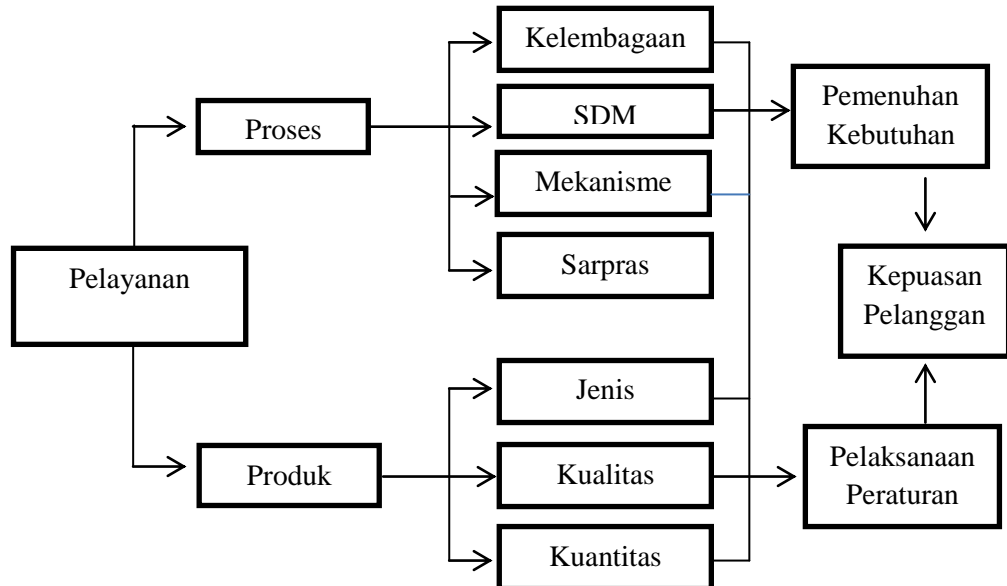 Pelayanan
Proses
Produk
Kelembagaan
SDM
Mekanisme
Sarpras
Jenis
Kualitas
Kuantitas
Pemenuhan
Kebutuhan
Kepuasan
Pelanggan
Pelaksanaan
Peraturan